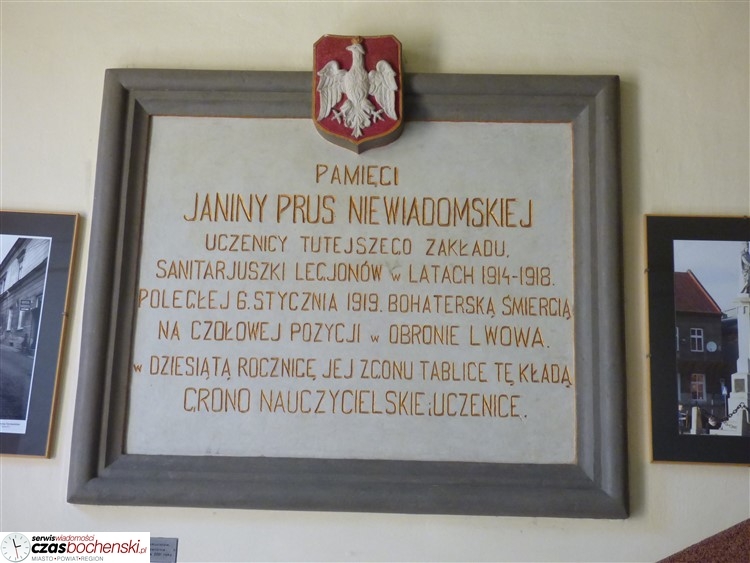 PAMIĘCI
JANINY PRUS NIEWIADOMSKIEJ
UCZENICY TUTEJSZEGO ZAKŁADU,
SANITARJUSZKI LEGJONÓW W LATACH 1914-1918.
POLEGŁEJ 6. STYCZNIA 1919. BOHATERSKĄ ŚMIERCIĄ
NA CZOŁOWEJ POZYCJI W OBRONIE LWOWA.
W DZIESIĄTĄ ROCZNICĘ JEJ ZGONU TABLICĘ TĘ KŁADĄ
GRONO NAUCZYCIELSKIE i UCZENICE.
serwis wiadomości
czasbochenski.pl
MIASTO • POWIAT • REGION